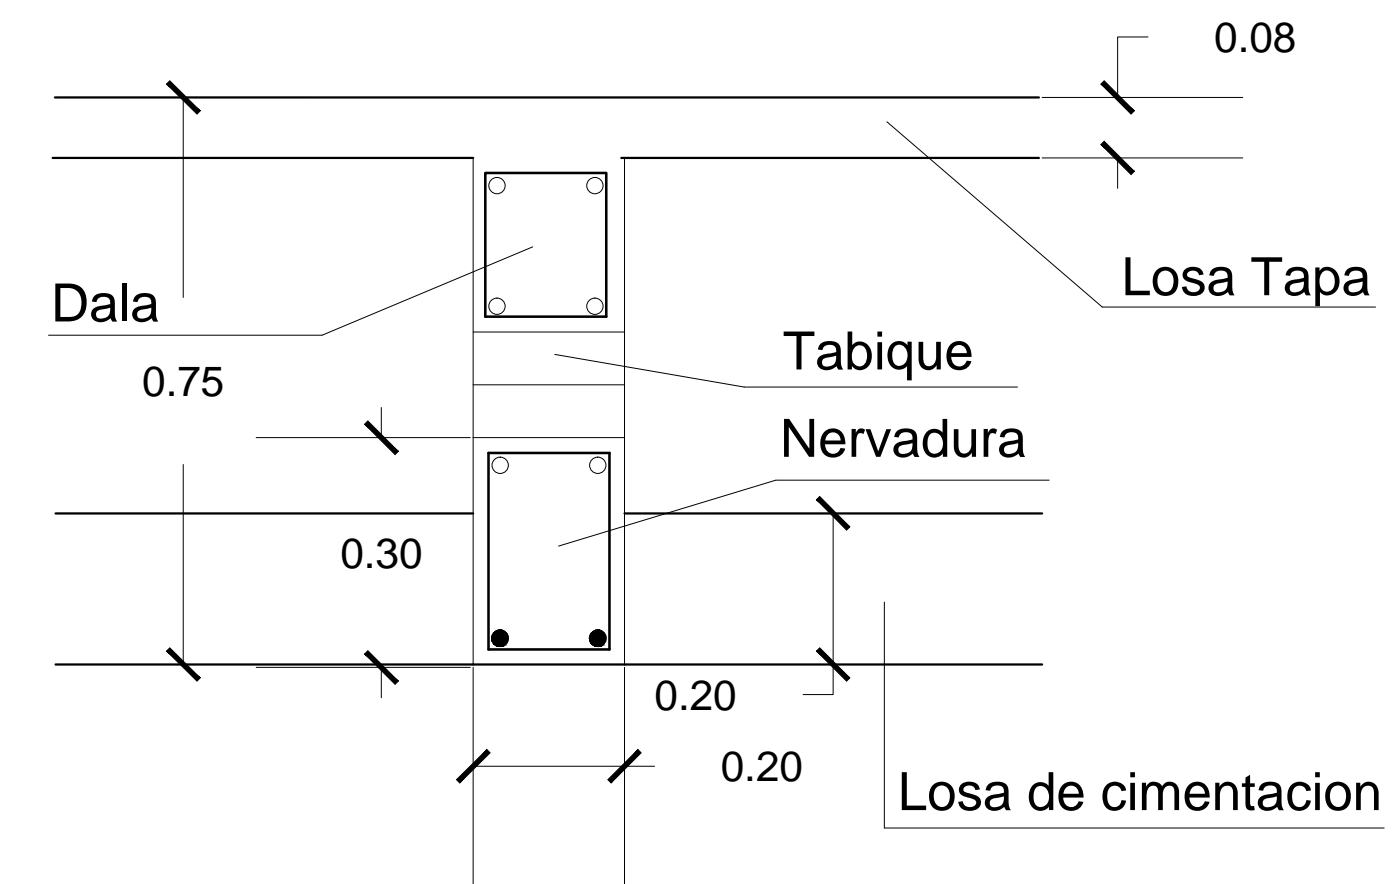 0.08
Losa Tapa
Dala
Tabique
0.75
Nervadura
0.30
0.20
0.20
Losa de cimentacion